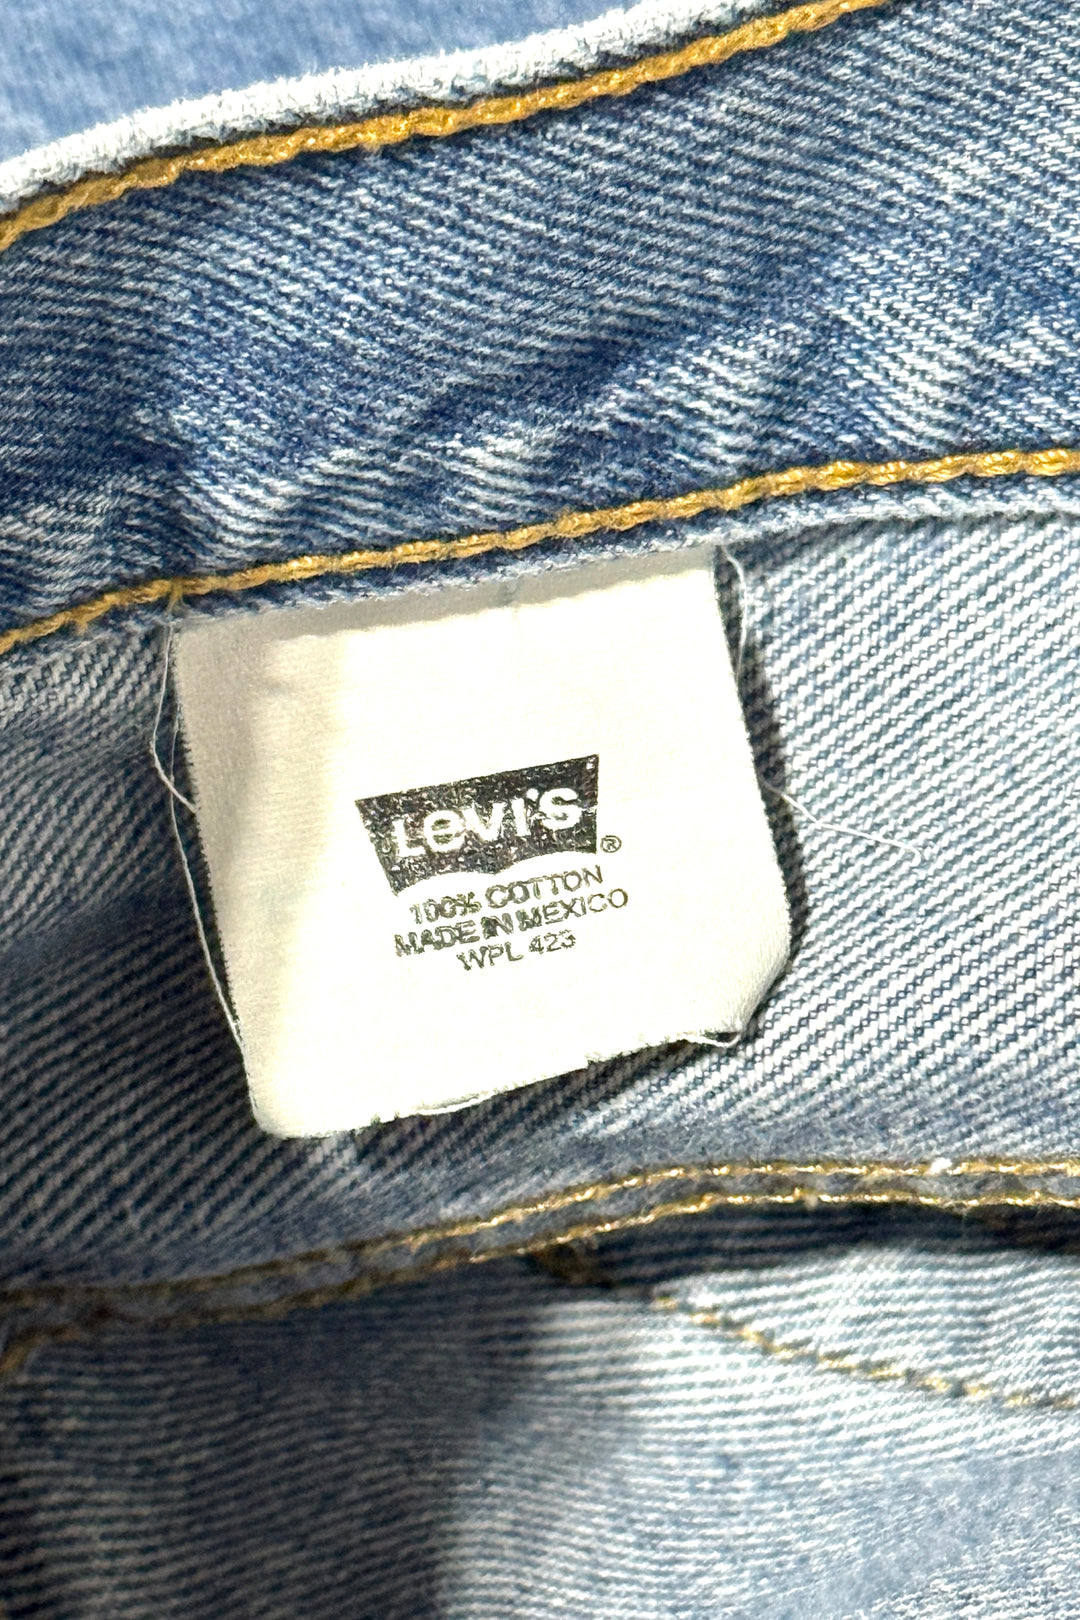 Levi's®
100% COTTON
MADE IN MEXICO
WPL 423